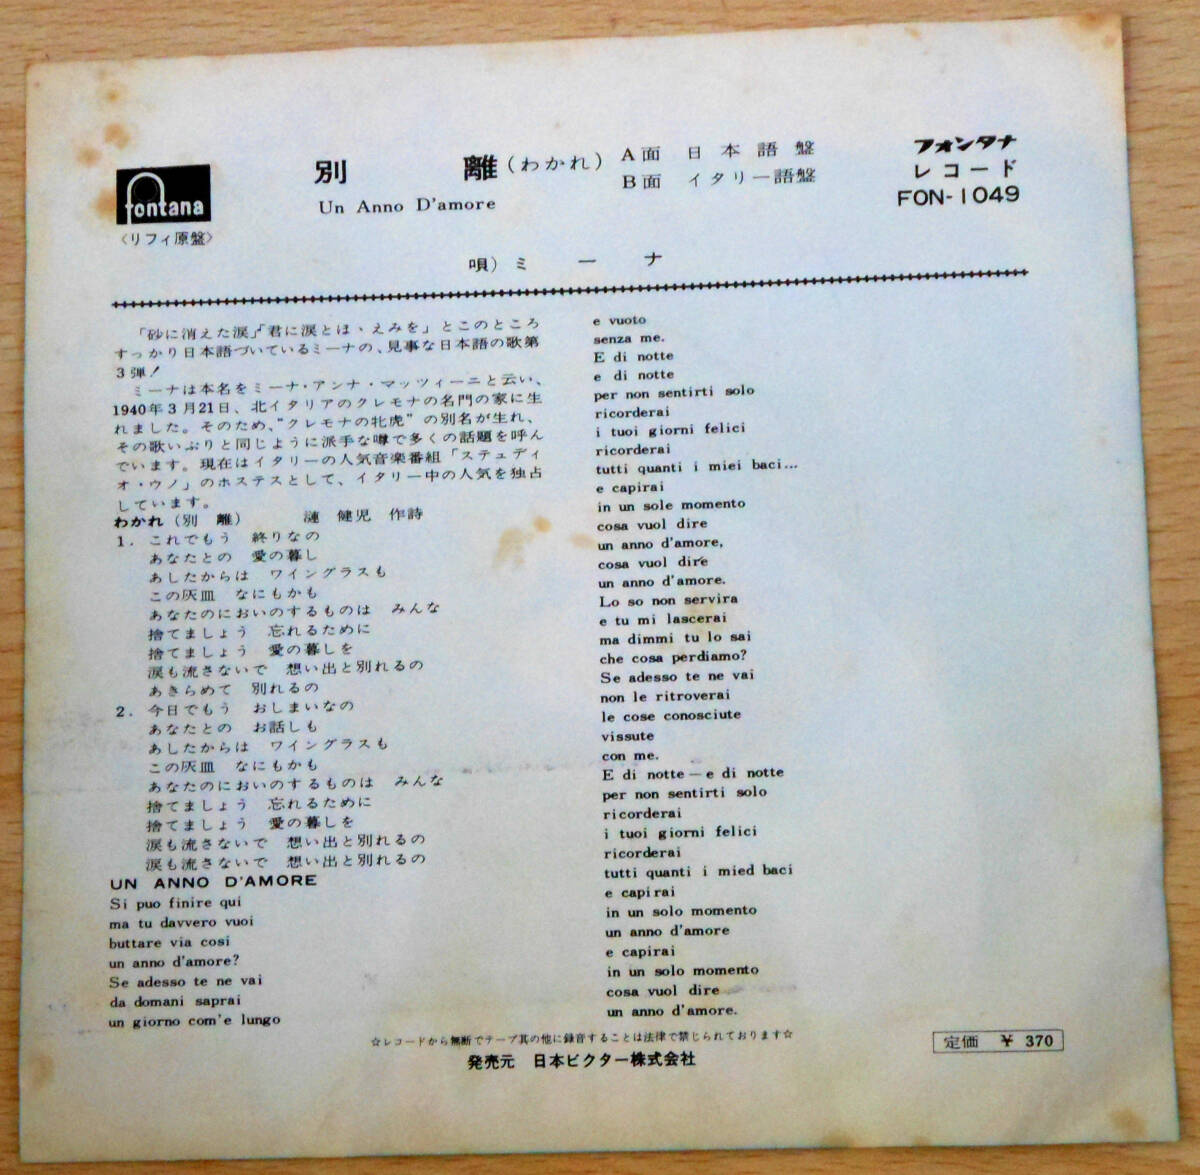 fontana
〈リフィ原盤〉
別離(わかれ)
Un Anno D'amore
A面 日本語盤
B面 イタリー語盤
フォンタナ
レコード
FON-1049
唄)ミーナ
「砂に消えた涙」「君に涙とほゝえみを」とこのところ
すっかり日本語づいているミーナの、見事な日本語の歌第
3弾!
ミーナは本名をミーナ・アンナ・マッツィーニと云い、
1940年3月21日、北イタリアのクレモナの名門の家に生
れました。そのため、“クレモナの牝虎”の別名が生れ、
その歌いぶりと同じように派手な噂で多くの話題を呼ん
でいます。現在はイタリーの人気音楽番組「ステュディ
オ・ウノ」のホステスとして、イタリー中の人気を独占
しています。
わかれ(別 離) 漣 健児 作詩
1. これでもう 終りなの
あなたとの 愛の暮し
あしたからは ワイングラスも
この灰皿 なにもかも
あなたのにおいのするものは みんな
捨てましょう 忘れるために
捨てましょう 愛の暮しを
涙も流さないで 想い出と別れるの
あきらめて 別れるの
2. 今日でもう おしまいなの
あなたとの お話しも
あしたからは ワイングラスも
この灰皿 なにもかも
あなたのにおいのするものは みんな
捨てましょう 忘れるために
捨てましょう 愛の暮しを
涙も流さないで 想い出と別れるの
涙も流さないで 想い出と別れるの
UN ANNO D'AMORE
Si puo finire qui
ma tu davvero vuoi
buttare via cosi
un anno d'amore?
Se adesso te ne vai
da domani saprai
un giorno com'e lungo
e vuoto
senza me.
E di notte
e di notte
per non sentirti solo
ricorderai
i tuoi giorni felici
ricorderai
tutti quanti i miei baci...
e capirai
in un sole momento
cosa vuol dire
un anno d'amore,
cosa vuol dire
un anno d'amore.
Lo so non servira
e tu mi lascerai
ma dimmi tu lo sai
che cosa perdiamo?
Se adesso te ne vai
non le ritroverai
le cose conosciute
vissute
con me.
E di notte—e di notte
per non sentirti solo
ricorderai
i tuoi giorni felici
ricorderai
tutti quanti i mied baci
e capirai
in un solo momento
un anno d'amore
e capirai
in un solo momento
cosa vuol dire
un anno d'amore.
☆レコードから無断でテープ其の他に録音することは法律で禁じられております☆
発売元 日本ビクター株式会社
定価 ¥ 370